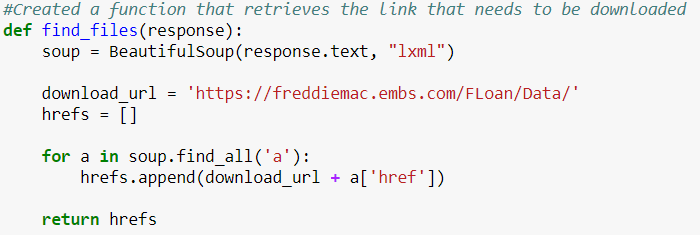 #Created a function that retrieves the link that needs to be downloaded
def find_files(response):
    soup = BeautifulSoup(response.text, "lxml")
    download_url = 'https://freddiemac.embs.com/FLoan/Data/'
    hrefs = []
    for a in soup.find_all('a'):
        hrefs.append(download_url + a['href'])
    return hrefs